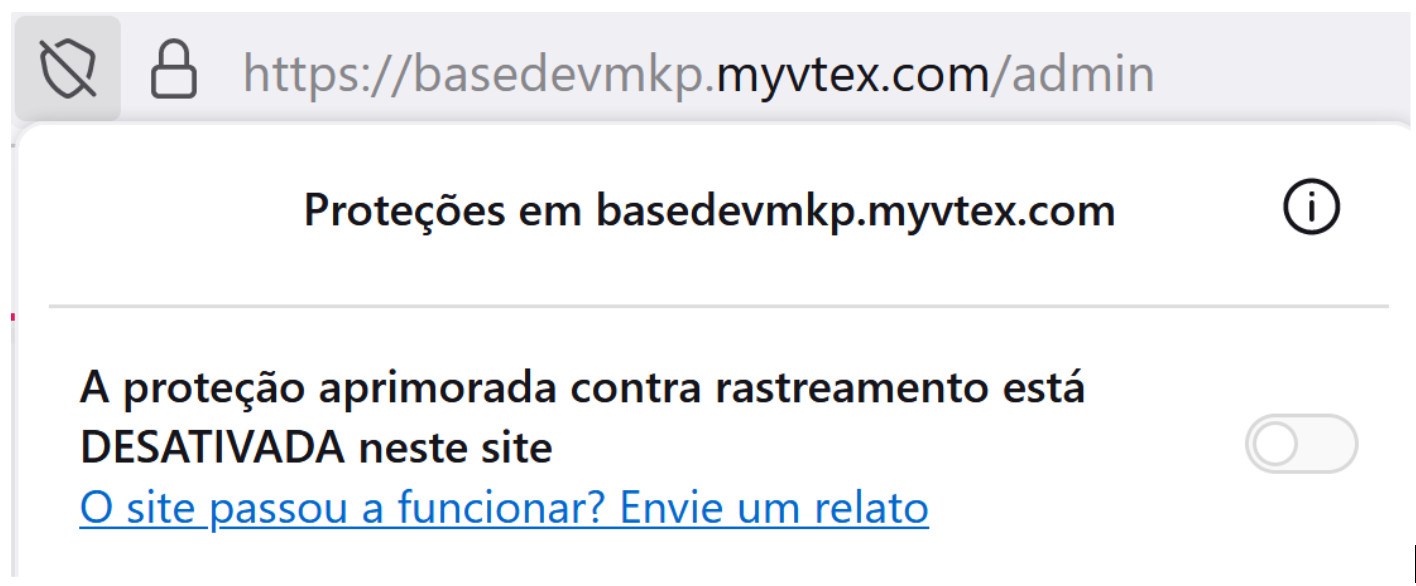 https://basedevmkp.myvtex.com/admin
Proteções em basedevmkp.myvtex.com
A proteção aprimorada contra rastreamento está
DESATIVADA neste site
O site passou a funcionar? Envie um relato